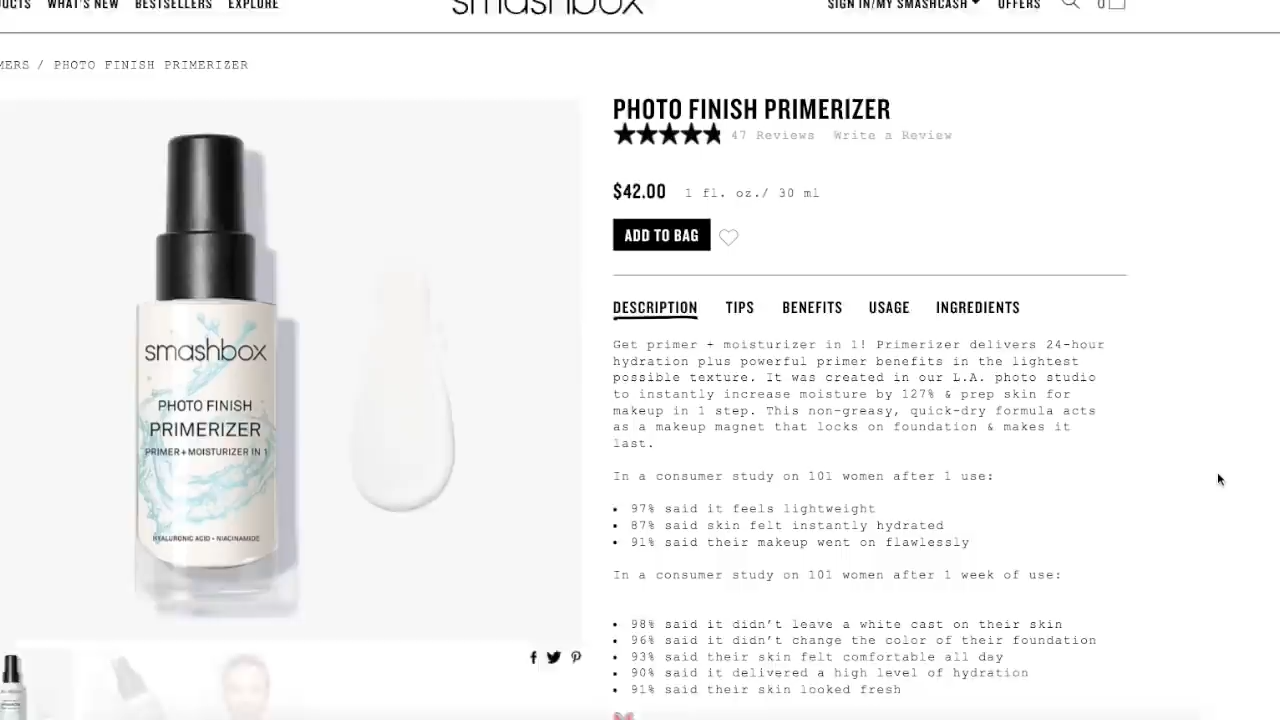 WHAT'S NEW BESTSELLERS EXPLORE
smashbox
SIGN IN/MY SMASHCASH OFFERS
0
/ PHOTO FINISH PRIMERIZER
PHOTO FINISH PRIMERIZER
47 Reviews Write a Review
$42.00 1 fl. oz./ 30 ml
ADD TO BAG
DESCRIPTION TIPS BENEFITS USAGE INGREDIENTS
Get primer + moisturizer in 1! Primerizer delivers 24-hour
hydration plus powerful primer benefits in the lightest
possible texture. It was created in our L.A. photo studio
to instantly increase moisture by 127% & prep skin for
makeup in 1 step. This non-greasy, quick-dry formula acts
as a makeup magnet that locks on foundation & makes it
last.
In a consumer study on 101 women after 1 use:
• 97% said it feels lightweight
• 87% said skin felt instantly hydrated
• 91% said their makeup went on flawlessly
In a consumer study on 101 women after 1 week of use:
• 98% said it didn't leave a white cast on their skin
• 96% said it didn't change the color of their foundation
• 93% said their skin felt comfortable all day
• 90% said it delivered a high level of hydration
• 91% said their skin looked fresh
smashbox
PHOTO FINISH
PRIMERIZER
PRIMER+MOISTURIZER IN 1
HYALURONIC ACID • NIACINAMIDE